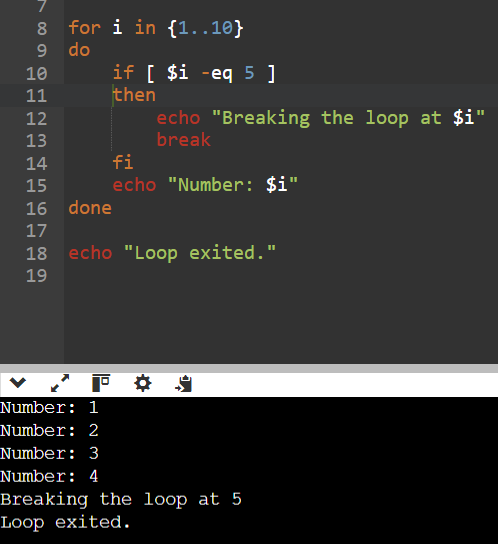 7
8 for i in {1..10}
9 do
10     if [ $i -eq 5 ]
11     then
12         echo "Breaking the loop at $i"
13         break
14     fi
15     echo "Number: $i"
16 done
17
18 echo "Loop exited."
19
Number: 1
Number: 2
Number: 3
Number: 4
Breaking the loop at 5
Loop exited.